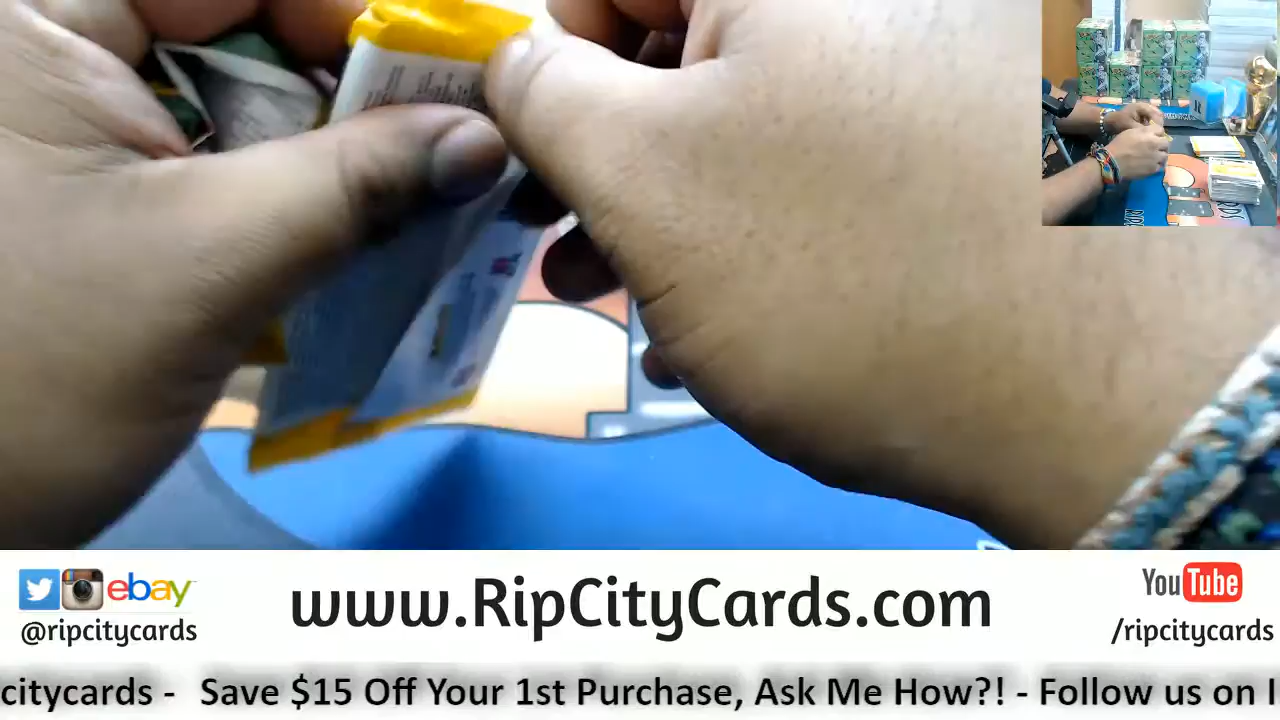 ebay
www.RipCityCards.com
YouTube
@ripcitycards
/ripcitycards
citycards - Save $15 Off Your 1st Purchase, Ask Me How?! - Follow us on I